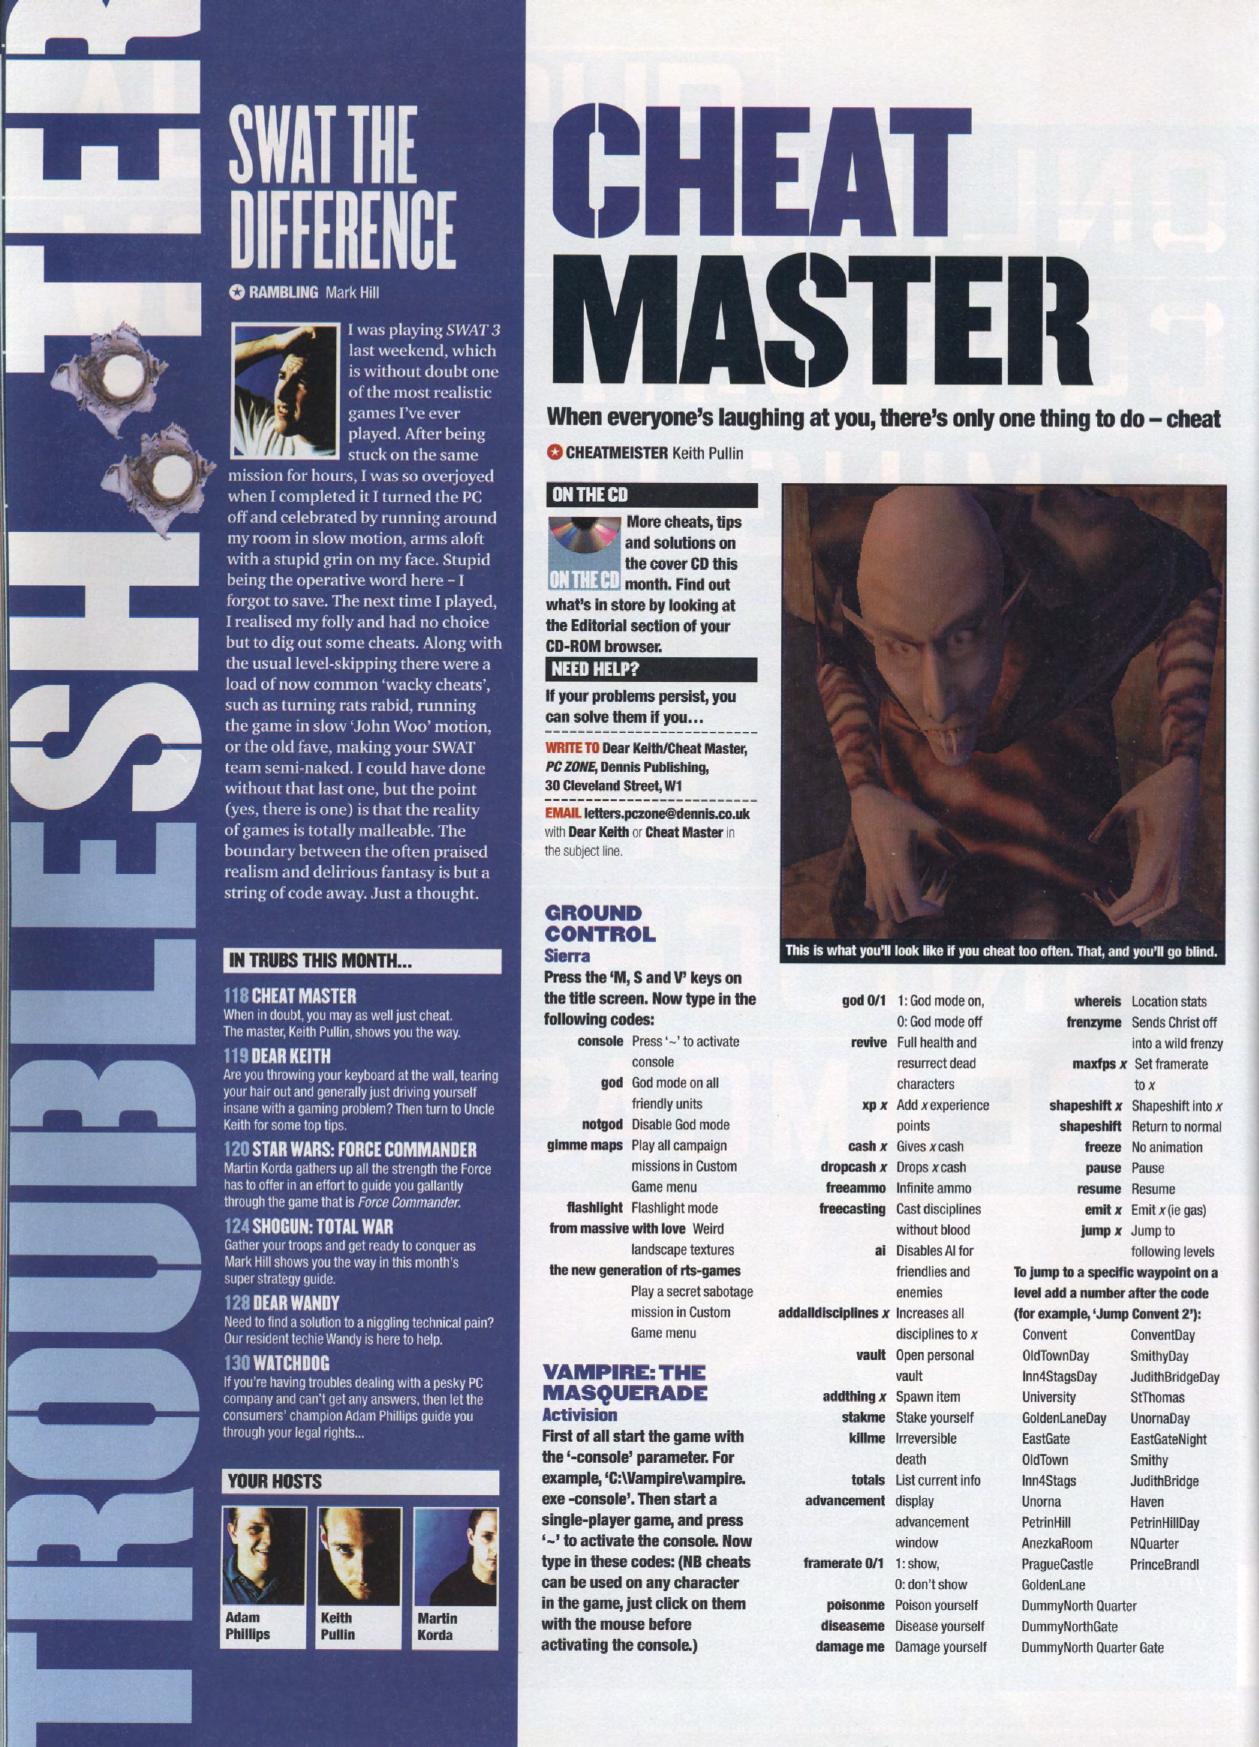 TROUBLESHOOTER
SWAT THE
DIFFERENCE
RAMBLING Mark Hill
I was playing SWAT 3
last weekend, which
is without doubt one
of the most realistic
games I've ever
played. After being
stuck on the same
mission for hours, I was so overjoyed
when I completed it I turned the PC
off and celebrated by running around
my room in slow motion, arms aloft
with a stupid grin on my face. Stupid
being the operative word here – I
forgot to save. The next time I played,
I realised my folly and had no choice
but to dig out some cheats. Along with
the usual level-skipping there were a
load of now common 'wacky cheats',
such as turning rats rabid, running
the game in slow 'John Woo' motion,
or the old fave, making your SWAT
team semi-naked. I could have done
without that last one, but the point
(yes, there is one) is that the reality
of games is totally malleable. The
boundary between the often praised
realism and delirious fantasy is but a
string of code away. Just a thought.
IN TRUBS THIS MONTH...
118 CHEAT MASTER
When in doubt, you may as well just cheat.
The master, Keith Pullin, shows you the way.
119 DEAR KEITH
Are you throwing your keyboard at the wall, tearing
your hair out and generally just driving yourself
insane with a gaming problem? Then turn to Uncle
Keith for some top tips.
120 STAR WARS: FORCE COMMANDER
Martin Korda gathers up all the strength the Force
has to offer in an effort to guide you gallantly
through the game that is Force Commander.
124 SHOGUN: TOTAL WAR
Gather your troops and get ready to conquer as
Mark Hill shows you the way in this month's
super strategy guide.
128 DEAR WANDY
Need to find a solution to a niggling technical pain?
Our resident techie Wandy is here to help.
130 WATCHDOG
If you're having troubles dealing with a pesky PC
company and can't get any answers, then let the
consumers' champion Adam Phillips guide you
through your legal rights...
YOUR HOSTS
Adam
Phillips
Keith
Pullin
Martin
Korda
CHEAT
MASTER
When everyone's laughing at you, there's only one thing to do – cheat
CHEATMEISTER Keith Pullin
ON THE CD
ON THE CD
More cheats, tips
and solutions on
the cover CD this
month. Find out
what's in store by looking at
the Editorial section of your
CD-ROM browser.
NEED HELP?
If your problems persist, you
can solve them if you...
WRITE TO Dear Keith/Cheat Master,
PC ZONE, Dennis Publishing,
30 Cleveland Street, W1
EMAIL letters.pczone@dennis.co.uk
with Dear Keith or Cheat Master in
the subject line.
This is what you'll look like if you cheat too often. That, and you'll go blind.
GROUND
CONTROL
Sierra
Press the 'M, S and V' keys on
the title screen. Now type in the
following codes:
console Press '~' to activate
console
god God mode on all
friendly units
notgod Disable God mode
gimme maps Play all campaign
missions in Custom
Game menu
flashlight Flashlight mode
from massive with love Weird
landscape textures
the new generation of rts-games
Play a secret sabotage
mission in Custom
Game menu
VAMPIRE: THE
MASQUERADE
Activision
First of all start the game with
the '-console' parameter. For
example, 'C:\Vampire\vampire.
exe -console'. Then start a
single-player game, and press
'~' to activate the console. Now
type in these codes: (NB cheats
can be used on any character
in the game, just click on them
with the mouse before
activating the console.)
god 0/1 1: God mode on,
0: God mode off
revive Full health and
resurrect dead
characters
xp x Add x experience
points
cash x Gives x cash
dropcash x Drops x cash
freeammo Infinite ammo
freecasting Cast disciplines
without blood
ai Disables AI for
friendlies and
enemies
addalldisciplines x Increases all
disciplines to x
vault Open personal
vault
addthing x Spawn item
stakme Stake yourself
killme Irreversible
death
totals List current info
advancement display
advancement
window
framerate 0/1 1: show,
0: don't show
poisonme Poison yourself
diseaseme Disease yourself
damage me Damage yourself
whereis Location stats
frenzyme Sends Christ off
into a wild frenzy
maxfps x Set framerate
to x
shapeshift x Shapeshift into x
shapeshift Return to normal
freeze No animation
pause Pause
resume Resume
emit x Emit x (ie gas)
jump x Jump to
following levels
To jump to a specific waypoint on a
level add a number after the code
(for example, 'Jump Convent 2'):
Convent ConventDay
OldTownDay SmithyDay
Inn4StagsDay JudithBridgeDay
University StThomas
GoldenLaneDay UnornaDay
EastGate EastGateNight
OldTown Smithy
Inn4Stags JudithBridge
Unorna Haven
PetrinHill PetrinHillDay
AnezkaRoom NQuarter
PragueCastle PrinceBrandl
GoldenLane
DummyNorth Quarter
DummyNorthGate
DummyNorth Quarter Gate